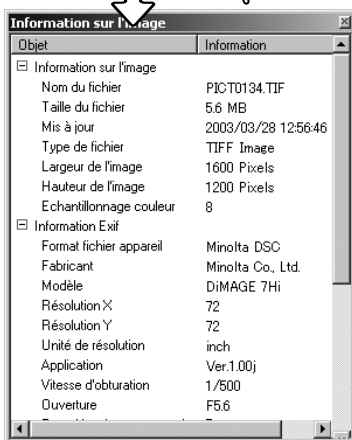 Information sur l'image
Objet Information
Information sur l'image
Nom du fichier PICT0134.TIF
Taille du fichier 5.6 MB
Mis à jour 2003/03/28 12:56:46
Type de fichier TIFF Image
Largeur de l'image 1600 Pixels
Hauteur de l'image 1200 Pixels
Echantillonnage couleur 8
Information Exif
Format fichier appareil Minolta DSC
Fabricant Minolta Co., Ltd.
Modèle DiMAGE 7Hi
Résolution X 72
Résolution Y 72
Unité de résolution inch
Application Ver.1.00j
Vitesse d'obturation 1/500
Ouverture F5.6